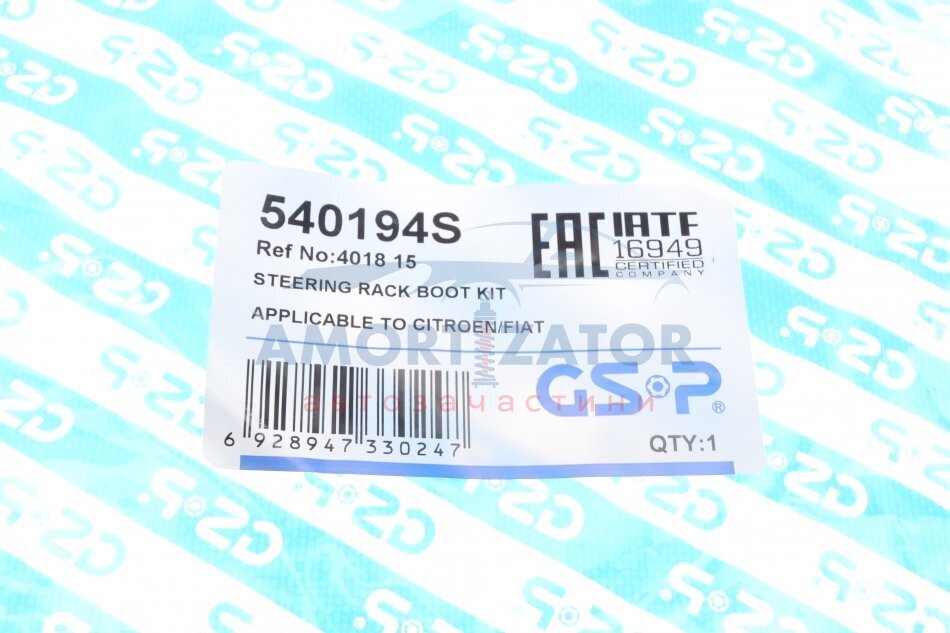 540194S
Ref No:4018 15
STEERING RACK BOOT KIT
APPLICABLE TO CITROEN/FIAT
EAC
IATF
16949
CERTIFIED
COMPANY
AMORTIZATOR
автозапчастини
GSP®
6 928947 330247
QTY:1